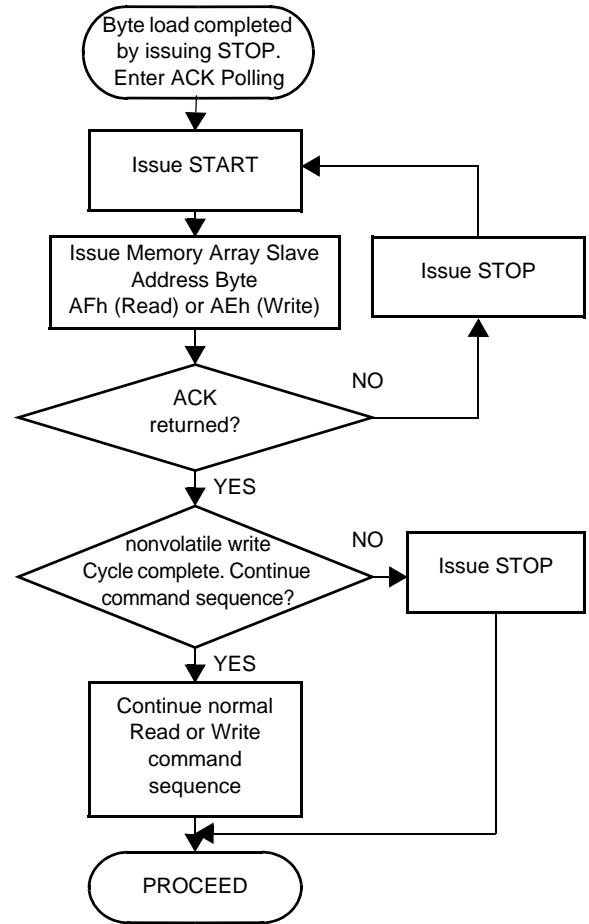 Byte load completed
by issuing STOP.
Enter ACK Polling
Issue START
Issue Memory Array Slave
Address Byte
AFh (Read) or AEh (Write)
Issue STOP
ACK
returned?
NO
YES
nonvolatile write
Cycle complete. Continue
command sequence?
NO
Issue STOP
YES
Continue normal
Read or Write
command
sequence
PROCEED